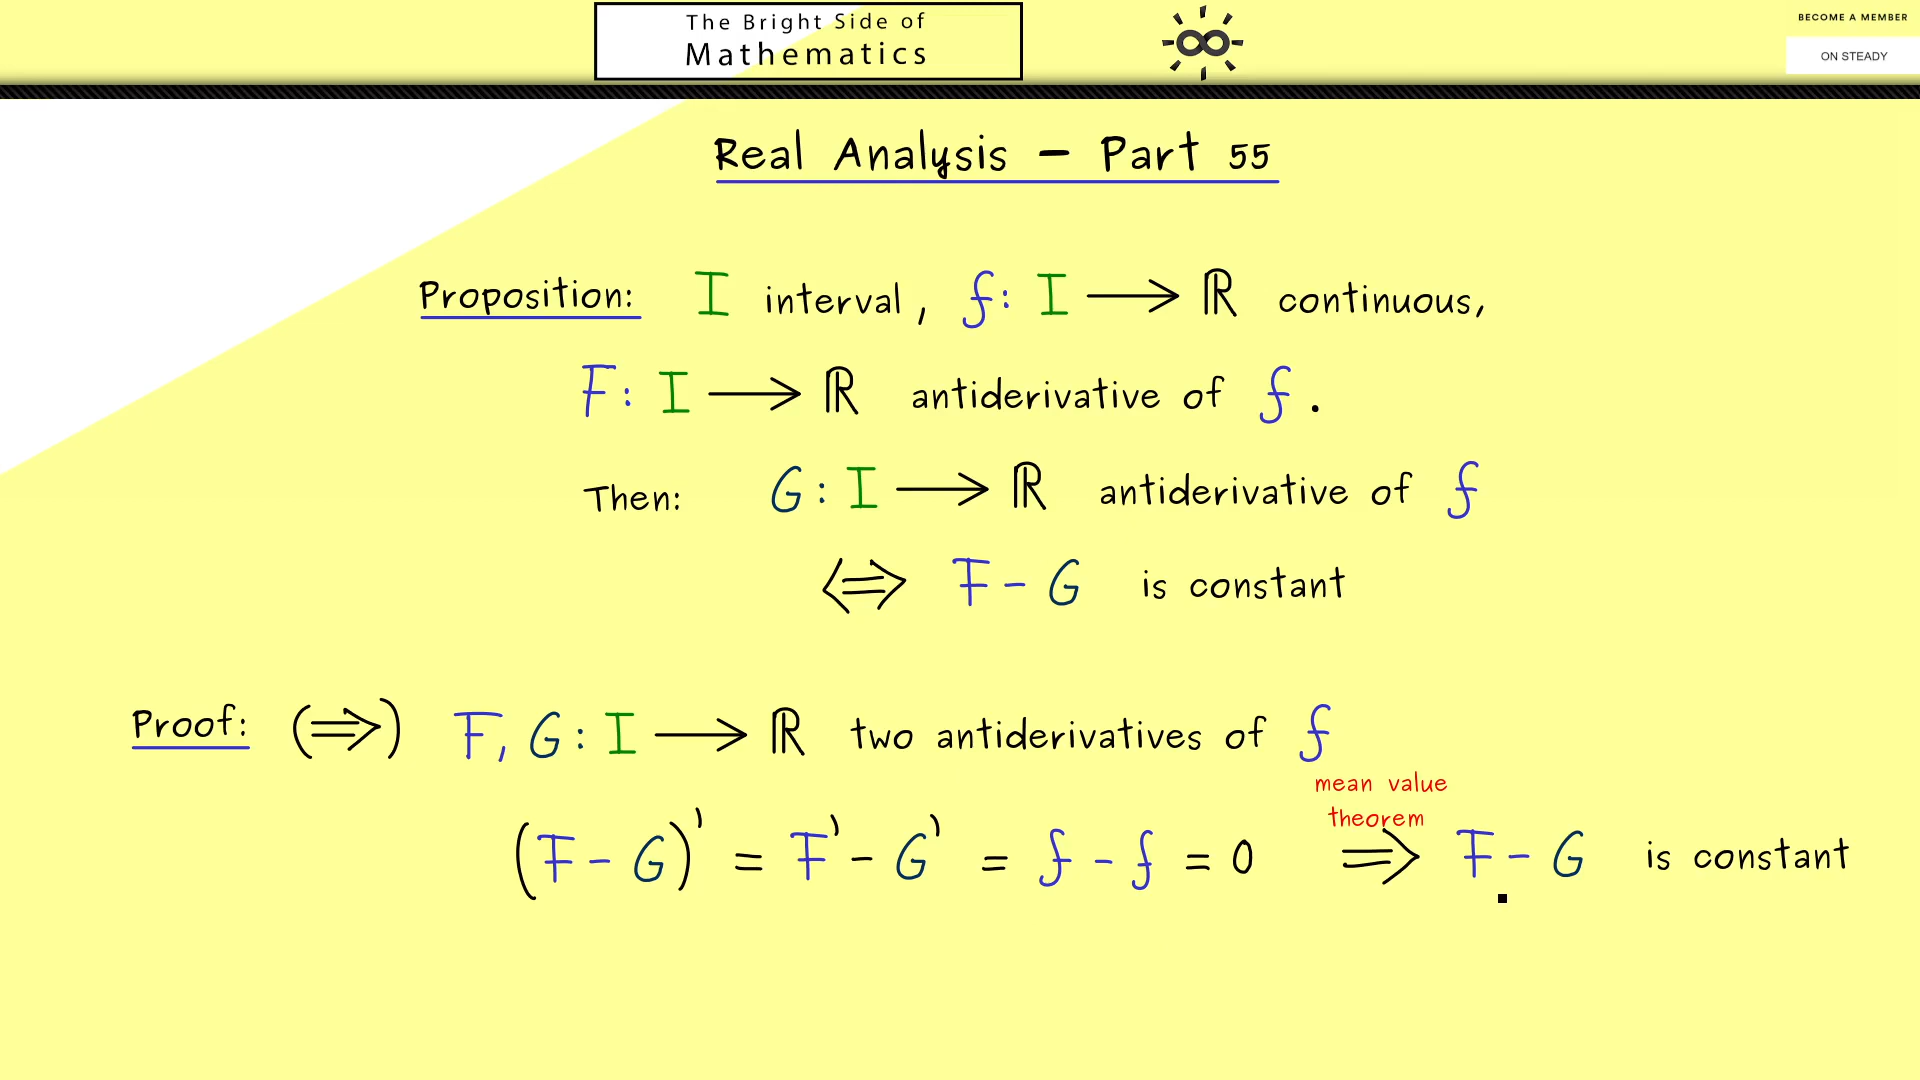 The Bright Side of
Mathematics
BECOME A MEMBER
ON STEADY
Real Analysis – Part 55
Proposition: I interval, f: I ⟶ ℝ continuous,
F: I ⟶ ℝ antiderivative of f.
Then: G: I ⟶ ℝ antiderivative of f
⟺ F – G is constant
Proof: (⟹) F, G: I ⟶ ℝ two antiderivatives of f
mean value
theorem
(F – G)' = F' – G' = f – f = 0 ⟹ F – G is constant